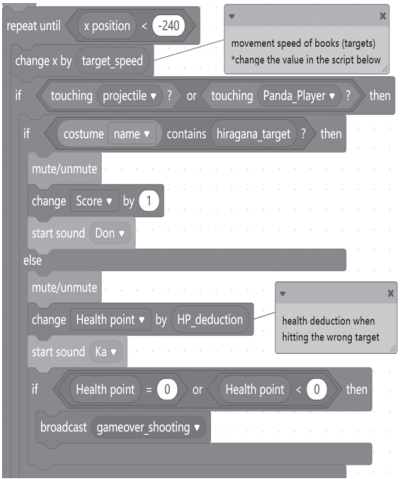 repeat until x position < -240
change x by target_speed
movement speed of books (targets)
*change the value in the script below
if touching projectile ? or touching Panda_Player ? then
if costume name contains hiragana_target ? then
mute/unmute
change Score by 1
start sound Don
else
mute/unmute
change Health point by HP_deduction
health deduction when
hitting the wrong target
start sound Ka
if Health point = 0 or Health point < 0 then
broadcast gameover_shooting